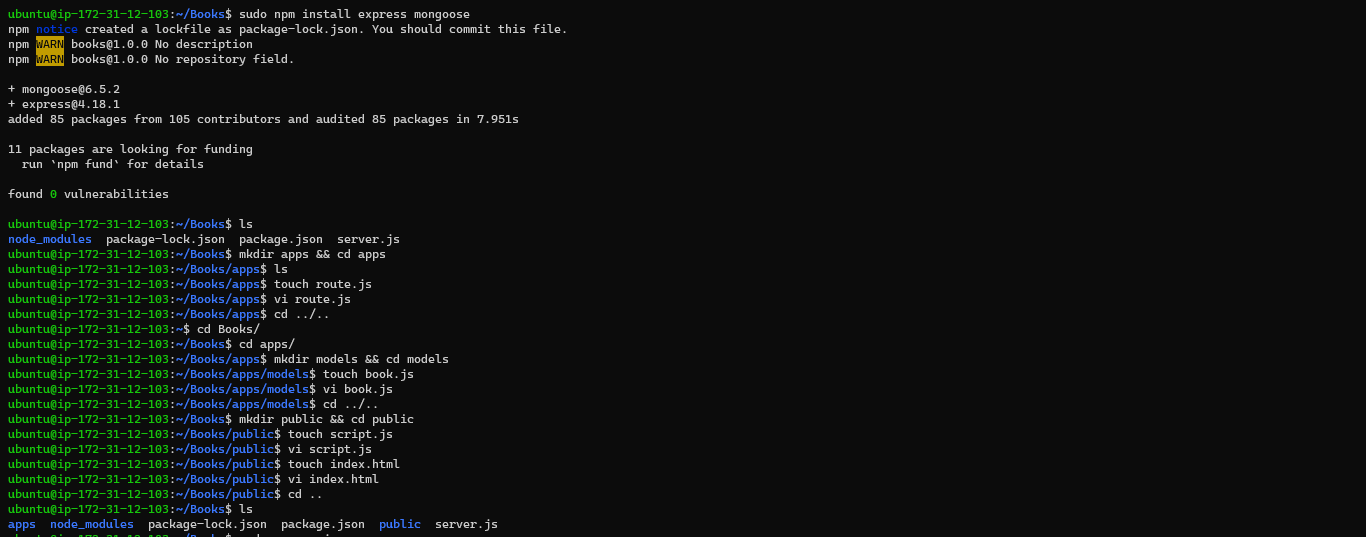 ubuntu@ip-172-31-12-103:~/Books$ sudo npm install express mongoose
npm notice created a lockfile as package-lock.json. You should commit this file.
npm WARN books@1.0.0 No description
npm WARN books@1.0.0 No repository field.
+ mongoose@6.5.2
+ express@4.18.1
added 85 packages from 105 contributors and audited 85 packages in 7.951s
11 packages are looking for funding
  run `npm fund` for details
found 0 vulnerabilities
ubuntu@ip-172-31-12-103:~/Books$ ls
node_modules  package-lock.json  package.json  server.js
ubuntu@ip-172-31-12-103:~/Books$ mkdir apps && cd apps
ubuntu@ip-172-31-12-103:~/Books/apps$ ls
ubuntu@ip-172-31-12-103:~/Books/apps$ touch route.js
ubuntu@ip-172-31-12-103:~/Books/apps$ vi route.js
ubuntu@ip-172-31-12-103:~/Books/apps$ cd ../..
ubuntu@ip-172-31-12-103:~$ cd Books/
ubuntu@ip-172-31-12-103:~/Books$ cd apps/
ubuntu@ip-172-31-12-103:~/Books/apps$ mkdir models && cd models
ubuntu@ip-172-31-12-103:~/Books/apps/models$ touch book.js
ubuntu@ip-172-31-12-103:~/Books/apps/models$ vi book.js
ubuntu@ip-172-31-12-103:~/Books/apps/models$ cd ../..
ubuntu@ip-172-31-12-103:~/Books$ mkdir public && cd public
ubuntu@ip-172-31-12-103:~/Books/public$ touch script.js
ubuntu@ip-172-31-12-103:~/Books/public$ vi script.js
ubuntu@ip-172-31-12-103:~/Books/public$ touch index.html
ubuntu@ip-172-31-12-103:~/Books/public$ vi index.html
ubuntu@ip-172-31-12-103:~/Books/public$ cd ..
ubuntu@ip-172-31-12-103:~/Books$ ls
apps  node_modules  package-lock.json  package.json  public  server.js